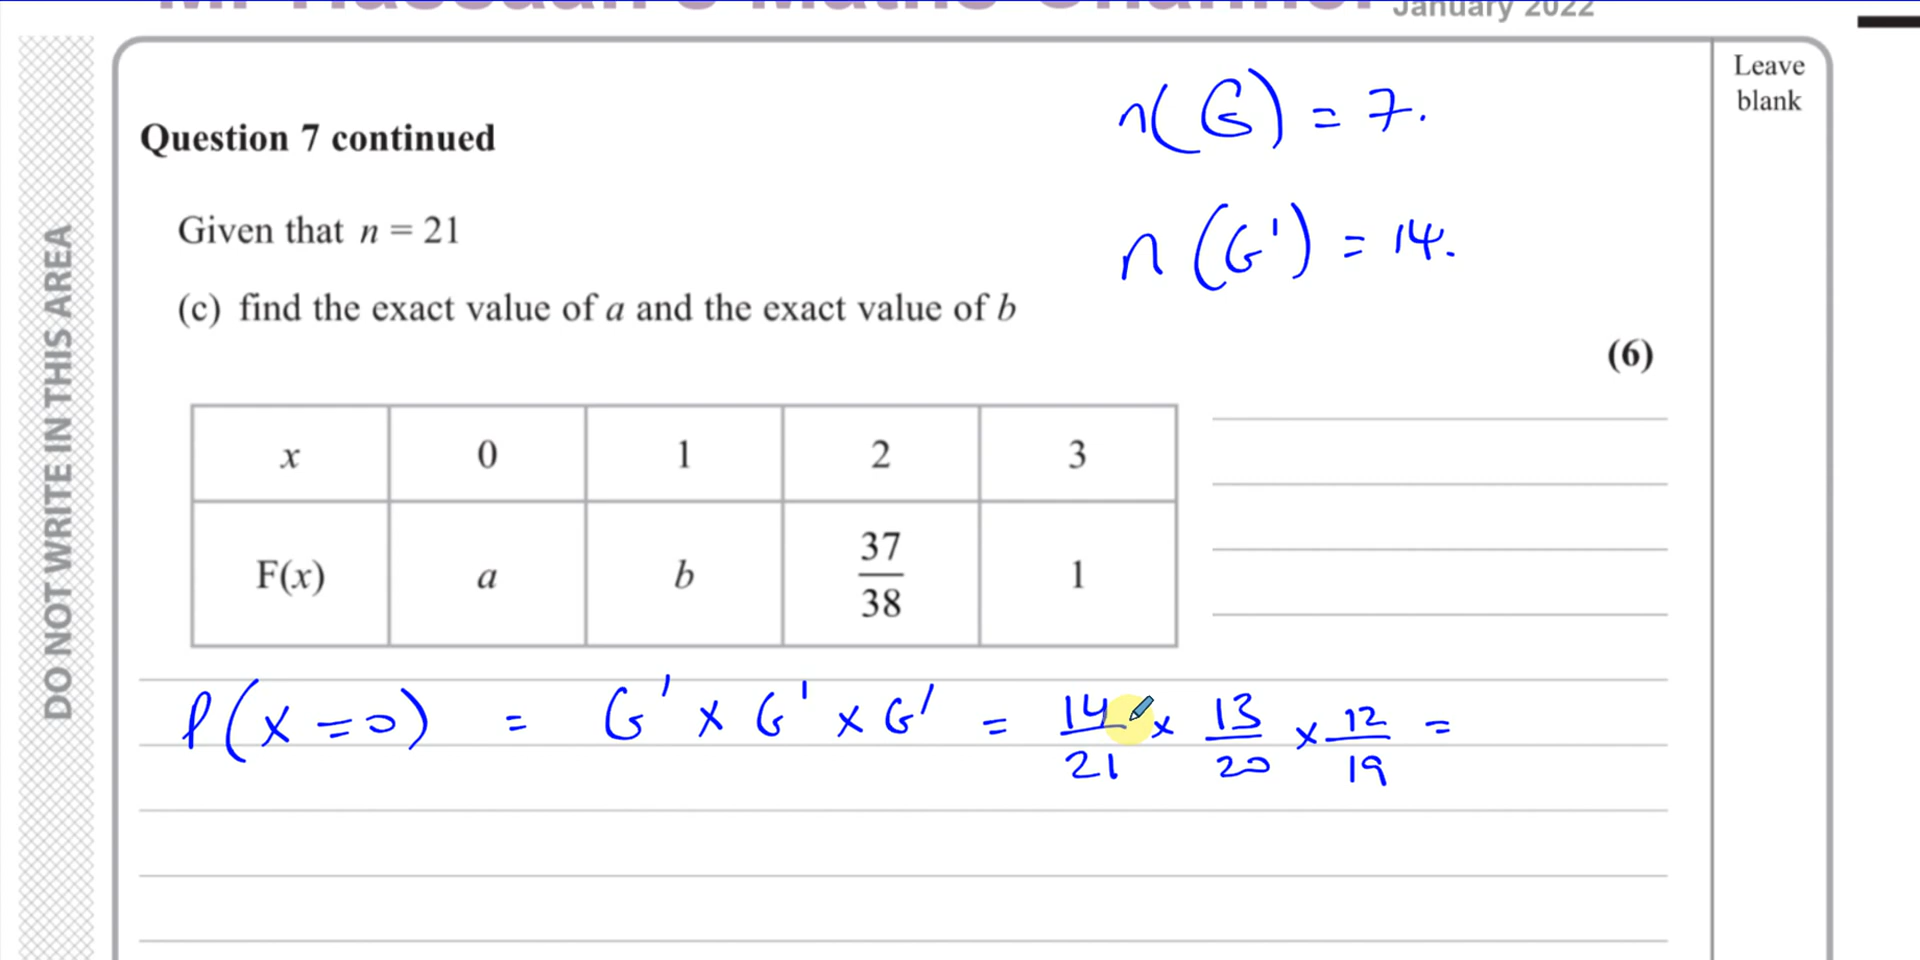 January 2022
Leave
blank
n(G) = 7.
Question 7 continued
Given that n = 21
n(G') = 14.
(c) find the exact value of a and the exact value of b
(6)
x 0 1 2 3
F(x) a b 37/38 1
P(X=0) = G' × G' × G' = 14/21 × 13/20 × 12/19 =
DO NOT WRITE IN THIS AREA